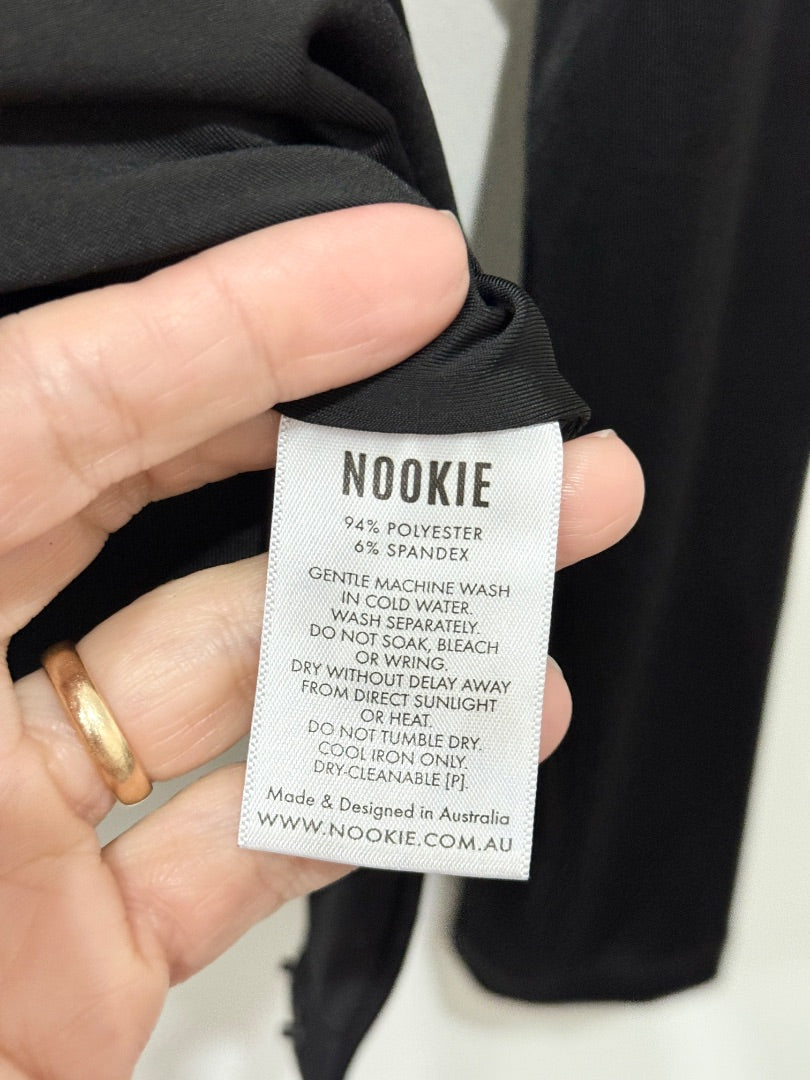 NOOKIE
94% POLYESTER
6% SPANDEX
GENTLE MACHINE WASH
IN COLD WATER.
WASH SEPARATELY.
DO NOT SOAK, BLEACH
OR WRING.
DRY WITHOUT DELAY AWAY
FROM DIRECT SUNLIGHT
OR HEAT.
DO NOT TUMBLE DRY.
COOL IRON ONLY.
DRY-CLEANABLE [P].
Made & Designed in Australia
WWW.NOOKIE.COM.AU